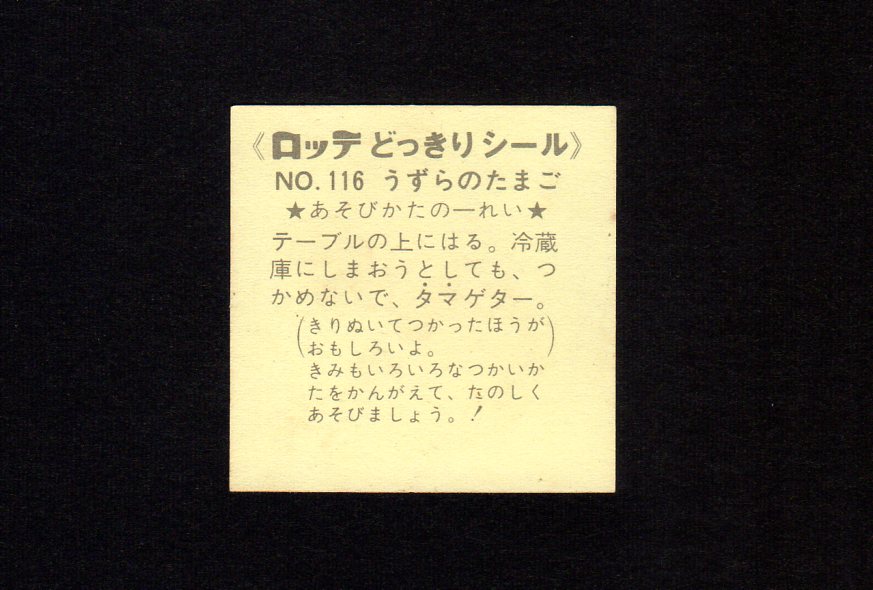 《ロッテ どっきりシール》
NO.116 うずらのたまご
★あそびかたの一れい★
テーブルの上にはる。冷蔵
庫にしまおうとしても、つ
かめないで、タマゲター。
(きりぬいてつかったほうが
おもしろいよ。)
きみもいろいろなつかいか
たをかんがえて、たのしく
あそびましょう。!